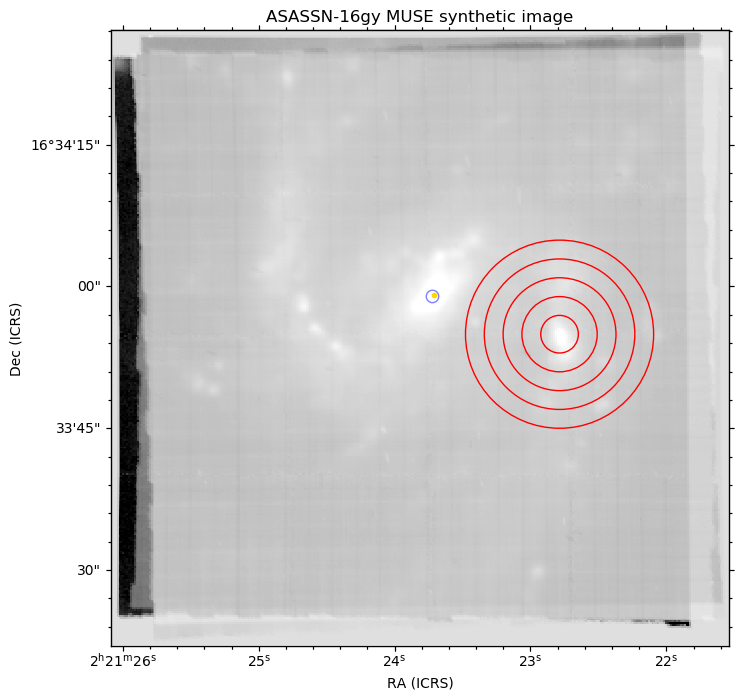 ASASSN-16gy MUSE synthetic image
16°34'15"
00"
33'45"
30"
Dec (ICRS)
2ʰ21ᵐ26ˢ
25ˢ
24ˢ
23ˢ
22ˢ
RA (ICRS)